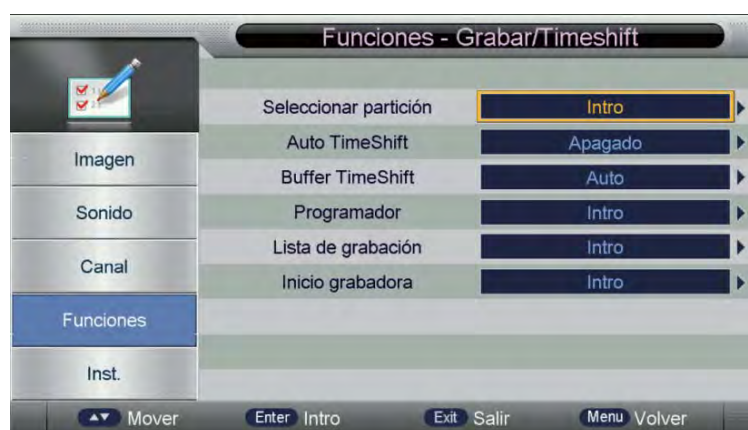 Funciones - Grabar/Timeshift
Seleccionar partición Intro
Auto TimeShift Apagado
Buffer TimeShift Auto
Programador Intro
Lista de grabación Intro
Inicio grabadora Intro
Imagen
Sonido
Canal
Funciones
Inst.
Mover Enter Intro Exit Salir Menu Volver